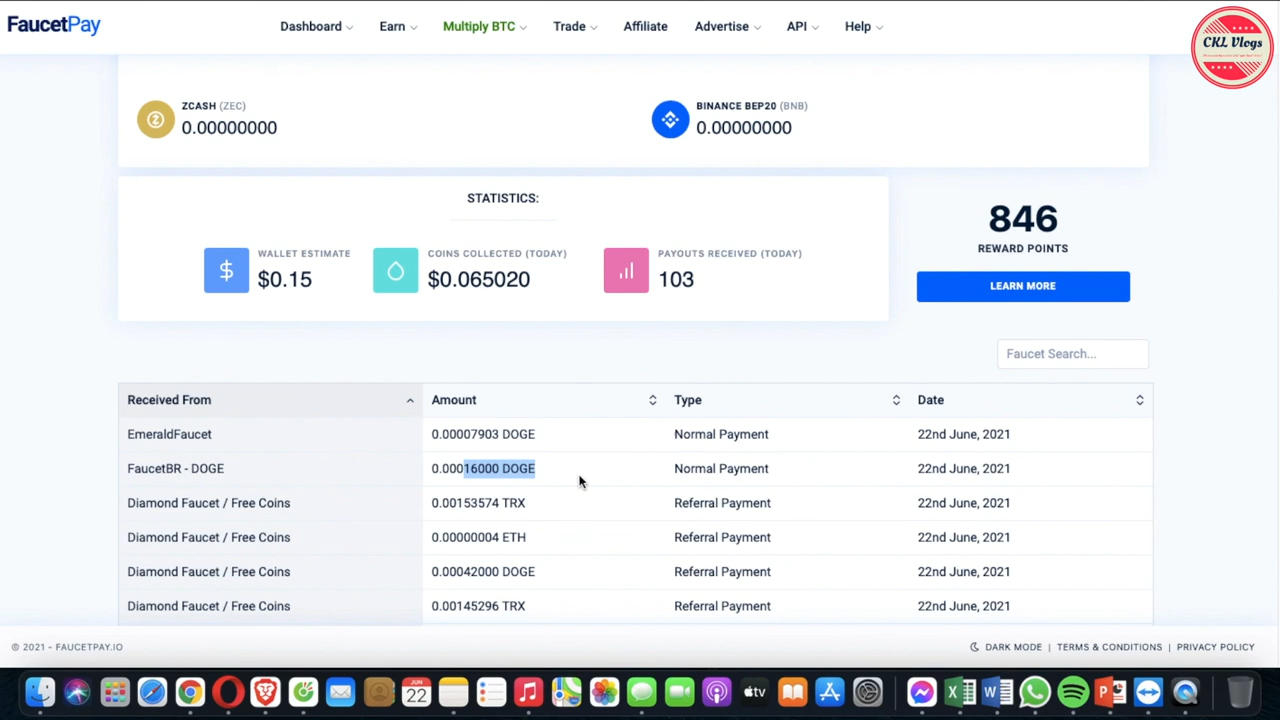 FaucetPay
Dashboard Earn Multiply BTC Trade Affiliate Advertise API Help
CKL Vlogs
ZCASH (ZEC)
0.00000000
BINANCE BEP20 (BNB)
0.00000000
STATISTICS:
WALLET ESTIMATE
$0.15
COINS COLLECTED (TODAY)
$0.065020
PAYOUTS RECEIVED (TODAY)
103
846
REWARD POINTS
LEARN MORE
Faucet Search...
Received From Amount Type Date
EmeraldFaucet 0.00007903 DOGE Normal Payment 22nd June, 2021
FaucetBR - DOGE 0.00016000 DOGE Normal Payment 22nd June, 2021
Diamond Faucet / Free Coins 0.00153574 TRX Referral Payment 22nd June, 2021
Diamond Faucet / Free Coins 0.00000004 ETH Referral Payment 22nd June, 2021
Diamond Faucet / Free Coins 0.00042000 DOGE Referral Payment 22nd June, 2021
Diamond Faucet / Free Coins 0.00145296 TRX Referral Payment 22nd June, 2021
© 2021 - FAUCETPAY.IO
DARK MODE | TERMS & CONDITIONS | PRIVACY POLICY
JUN
22
tv